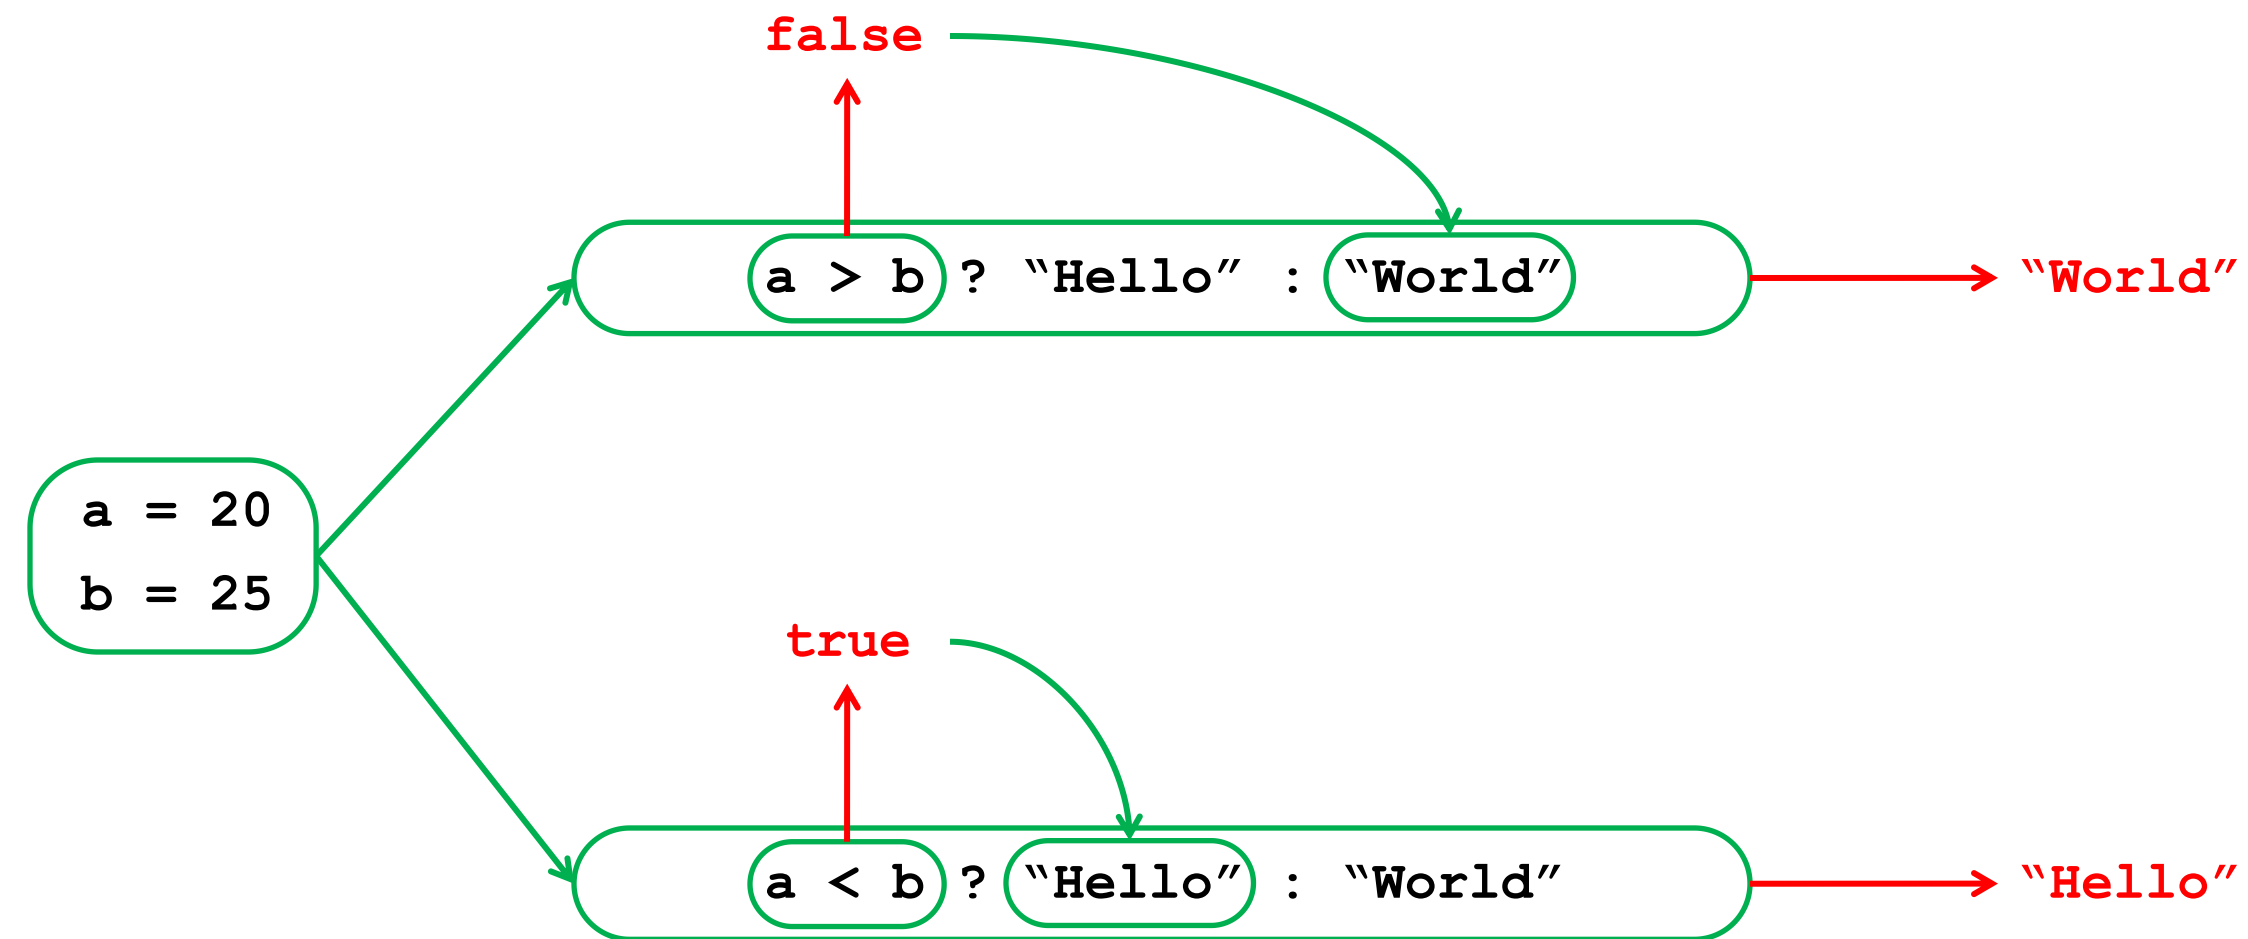 false
a > b ? “Hello” : “World”
“World”
a = 20
b = 25
true
a < b ? “Hello” : “World”
“Hello”